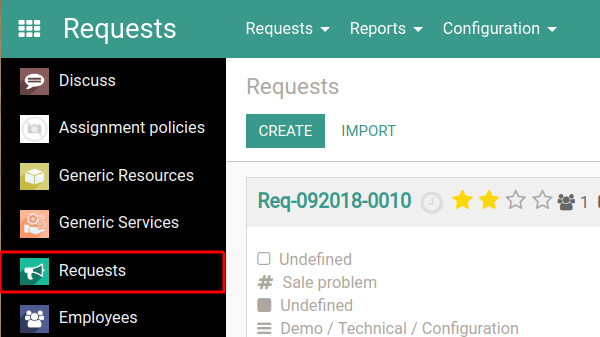 Requests Requests Reports Configuration
Discuss
Assignment policies
Generic Resources
Generic Services
Requests
Employees
Requests
CREATE IMPORT
Req-092018-0010 1
Undefined
# Sale problem
Undefined
Demo / Technical / Configuration